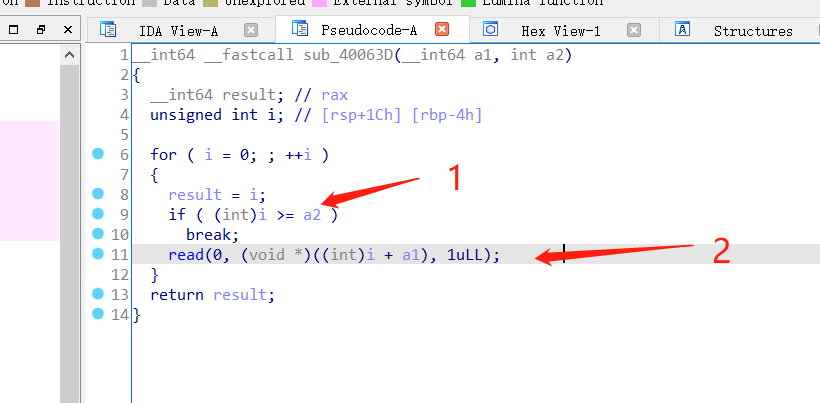 on Instruction Data Unexplored External symbol Lumina function
IDA View-A Pseudocode-A Hex View-1 Structures
1 __int64 __fastcall sub_40063D(__int64 a1, int a2)
2 {
3 __int64 result; // rax
4 unsigned int i; // [rsp+1Ch] [rbp-4h]
5
6 for ( i = 0; ; ++i )
7 {
8 result = i;
9 if ( (int)i >= a2 )
10 break;
11 read(0, (void *)((int)i + a1), 1uLL);
12 }
13 return result;
14 }
1
2